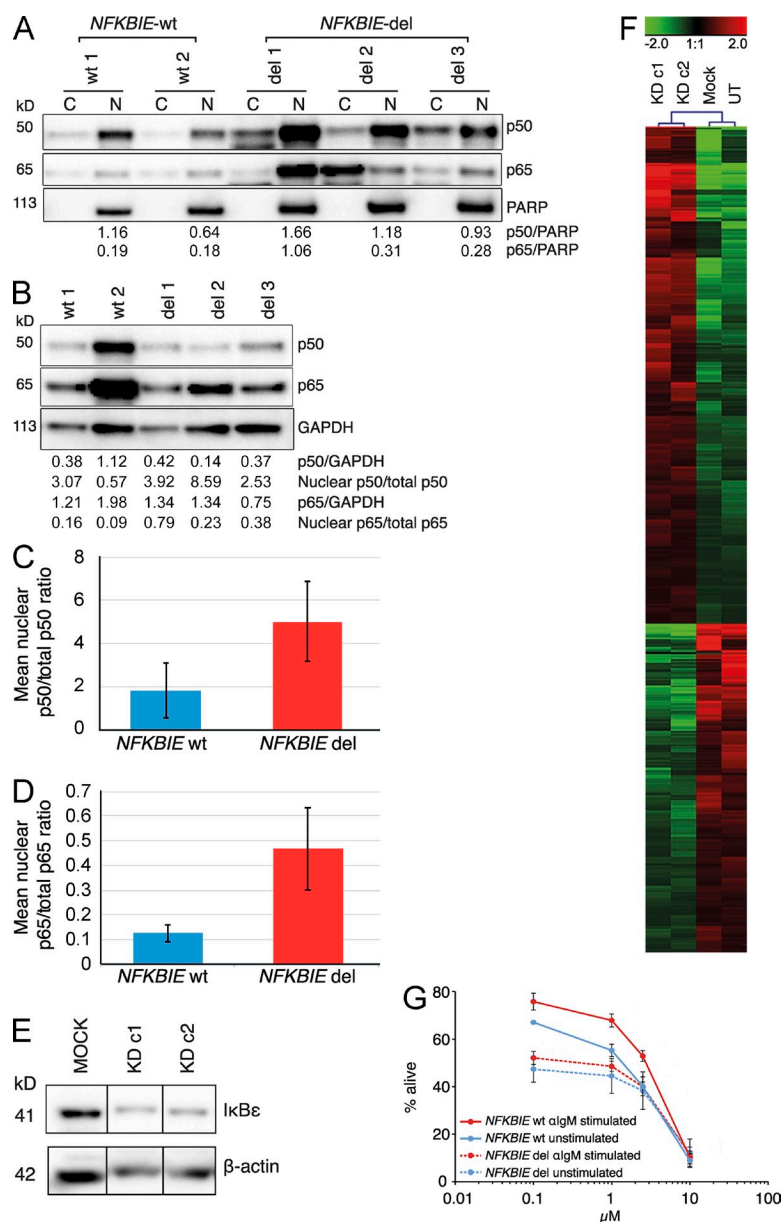 A
NFKBIE-wt
NFKBIE-del
wt 1
wt 2
del 1
del 2
del 3
kD
C N C N C N C N C N
50
p50
65
p65
113
PARP
1.16 0.64 1.66 1.18 0.93 p50/PARP
0.19 0.18 1.06 0.31 0.28 p65/PARP
B
wt 1
wt 2
del 1
del 2
del 3
kD
50
p50
65
p65
113
GAPDH
0.38 1.12 0.42 0.14 0.37 p50/GAPDH
3.07 0.57 3.92 8.59 2.53 Nuclear p50/total p50
1.21 1.98 1.34 1.34 0.75 p65/GAPDH
0.16 0.09 0.79 0.23 0.38 Nuclear p65/total p65
C
Mean nuclear
p50/total p50 ratio
8
6
4
2
0
NFKBIE wt
NFKBIE del
D
Mean nuclear
p65/total p65 ratio
0.7
0.6
0.5
0.4
0.3
0.2
0.1
0
NFKBIE wt
NFKBIE del
E
MOCK
KD c1
KD c2
kD
41
IκBε
42
β-actin
F
-2.0 1:1 2.0
KD c1
KD c2
Mock
UT
G
% alive
80
60
40
20
0
NFKBIE wt αIgM stimulated
NFKBIE wt unstimulated
NFKBIE del αIgM stimulated
NFKBIE del unstimulated
0.01 0.1 1 10 100
μM